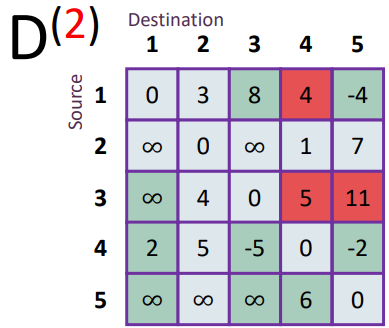 D(2)
Destination
1 2 3 4 5
Source
1 0 3 8 4 -4
2 ∞ 0 ∞ 1 7
3 ∞ 4 0 5 11
4 2 5 -5 0 -2
5 ∞ ∞ ∞ 6 0